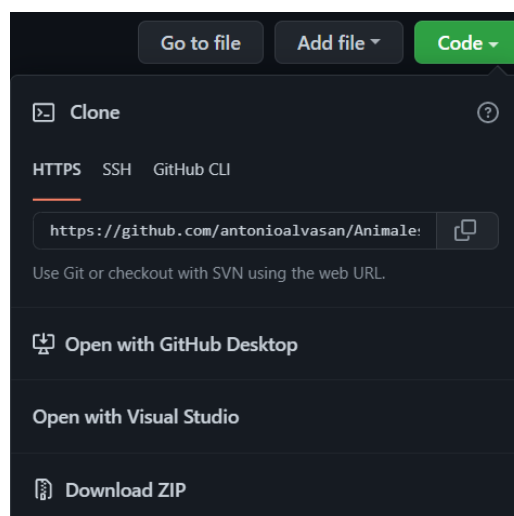 Go to file Add file Code
Clone
HTTPS SSH GitHub CLI
https://github.com/antonioalvasan/Animales
Use Git or checkout with SVN using the web URL.
Open with GitHub Desktop
Open with Visual Studio
Download ZIP